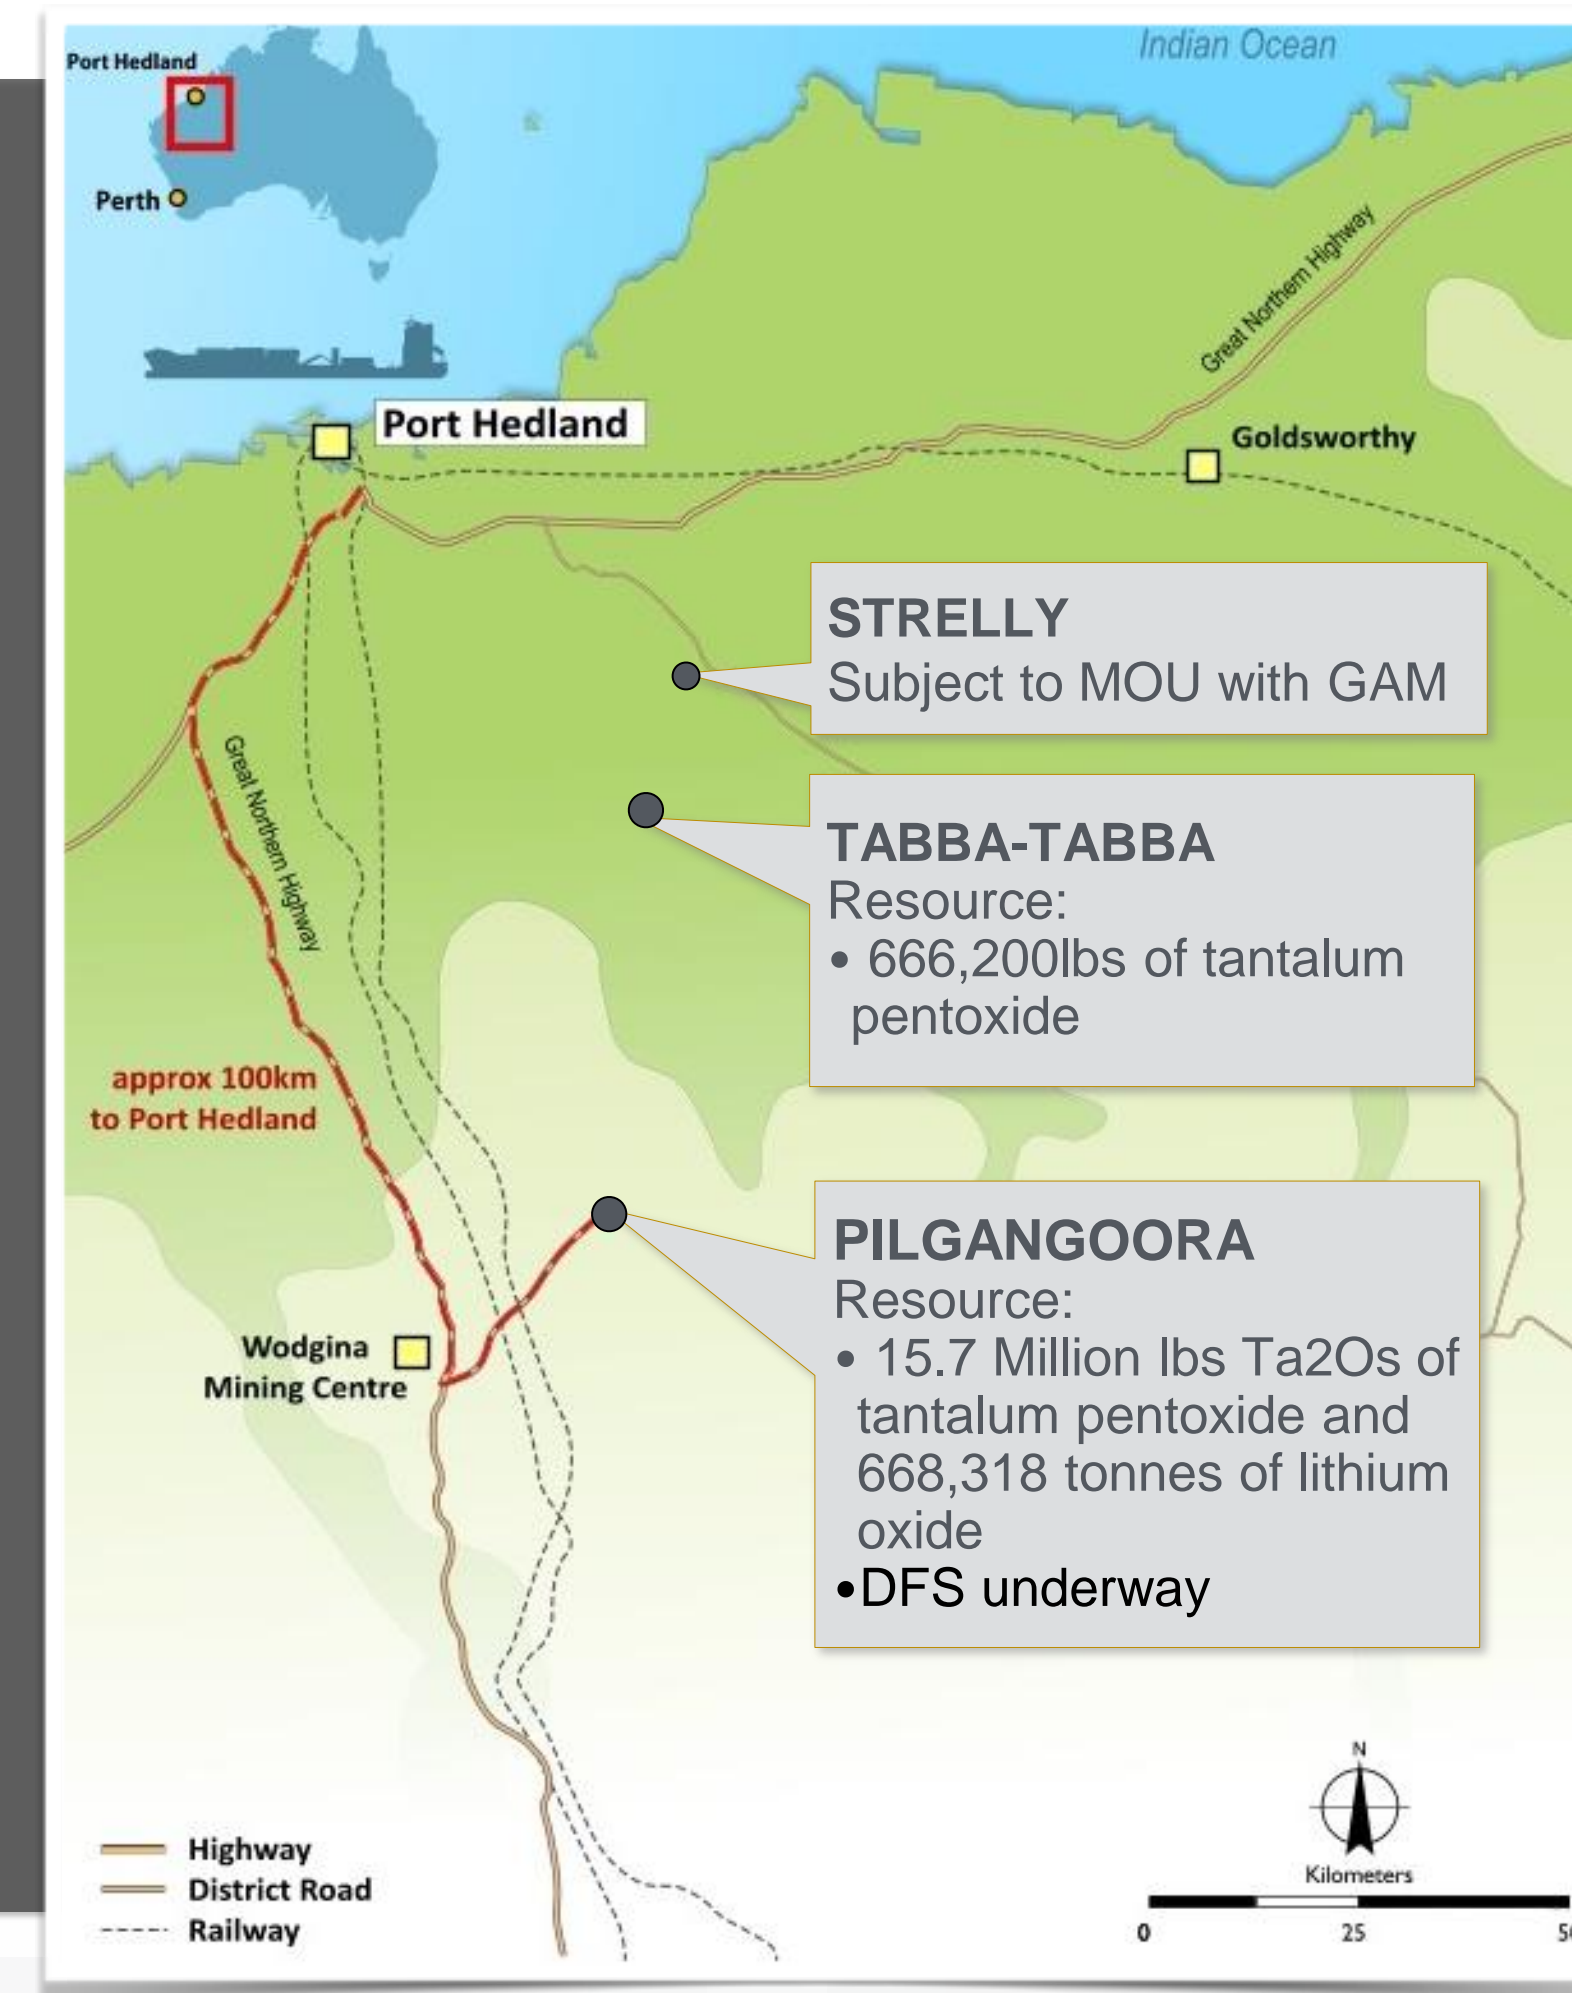 Indian Ocean
Port Hedland
Perth
Great Northern Highway
Port Hedland
Goldsworthy
STRELLY
Subject to MOU with GAM
Great Northern Highway
TABBA-TABBA
Resource:
• 666,200lbs of tantalum
pentoxide
approx 100km
to Port Hedland
PILGANGOORA
Resource:
• 15.7 Million lbs Ta2Os of
tantalum pentoxide and
668,318 tonnes of lithium
oxide
•DFS underway
Wodgina
Mining Centre
N
Kilometers
0 25
Highway
District Road
Railway